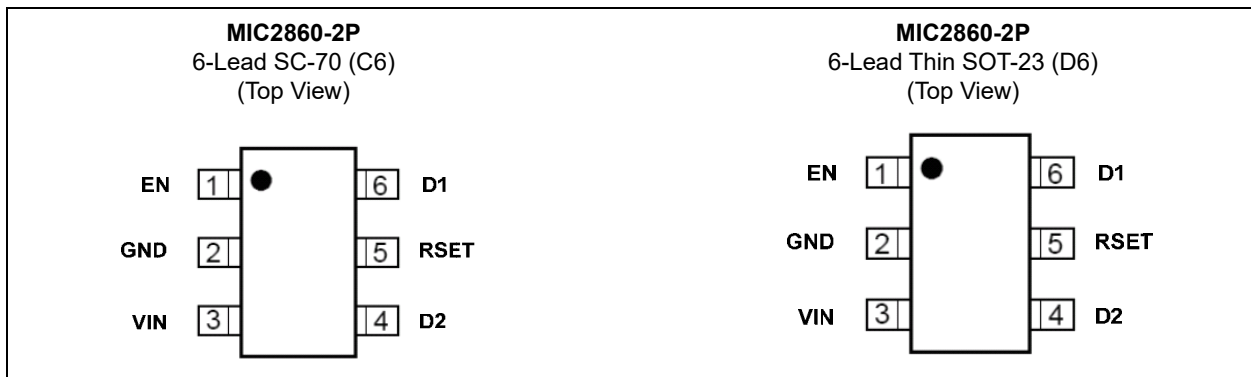 MIC2860-2P
6-Lead SC-70 (C6)
(Top View)
EN 1 6 D1
GND 2 5 RSET
VIN 3 4 D2
MIC2860-2P
6-Lead Thin SOT-23 (D6)
(Top View)
EN 1 6 D1
GND 2 5 RSET
VIN 3 4 D2